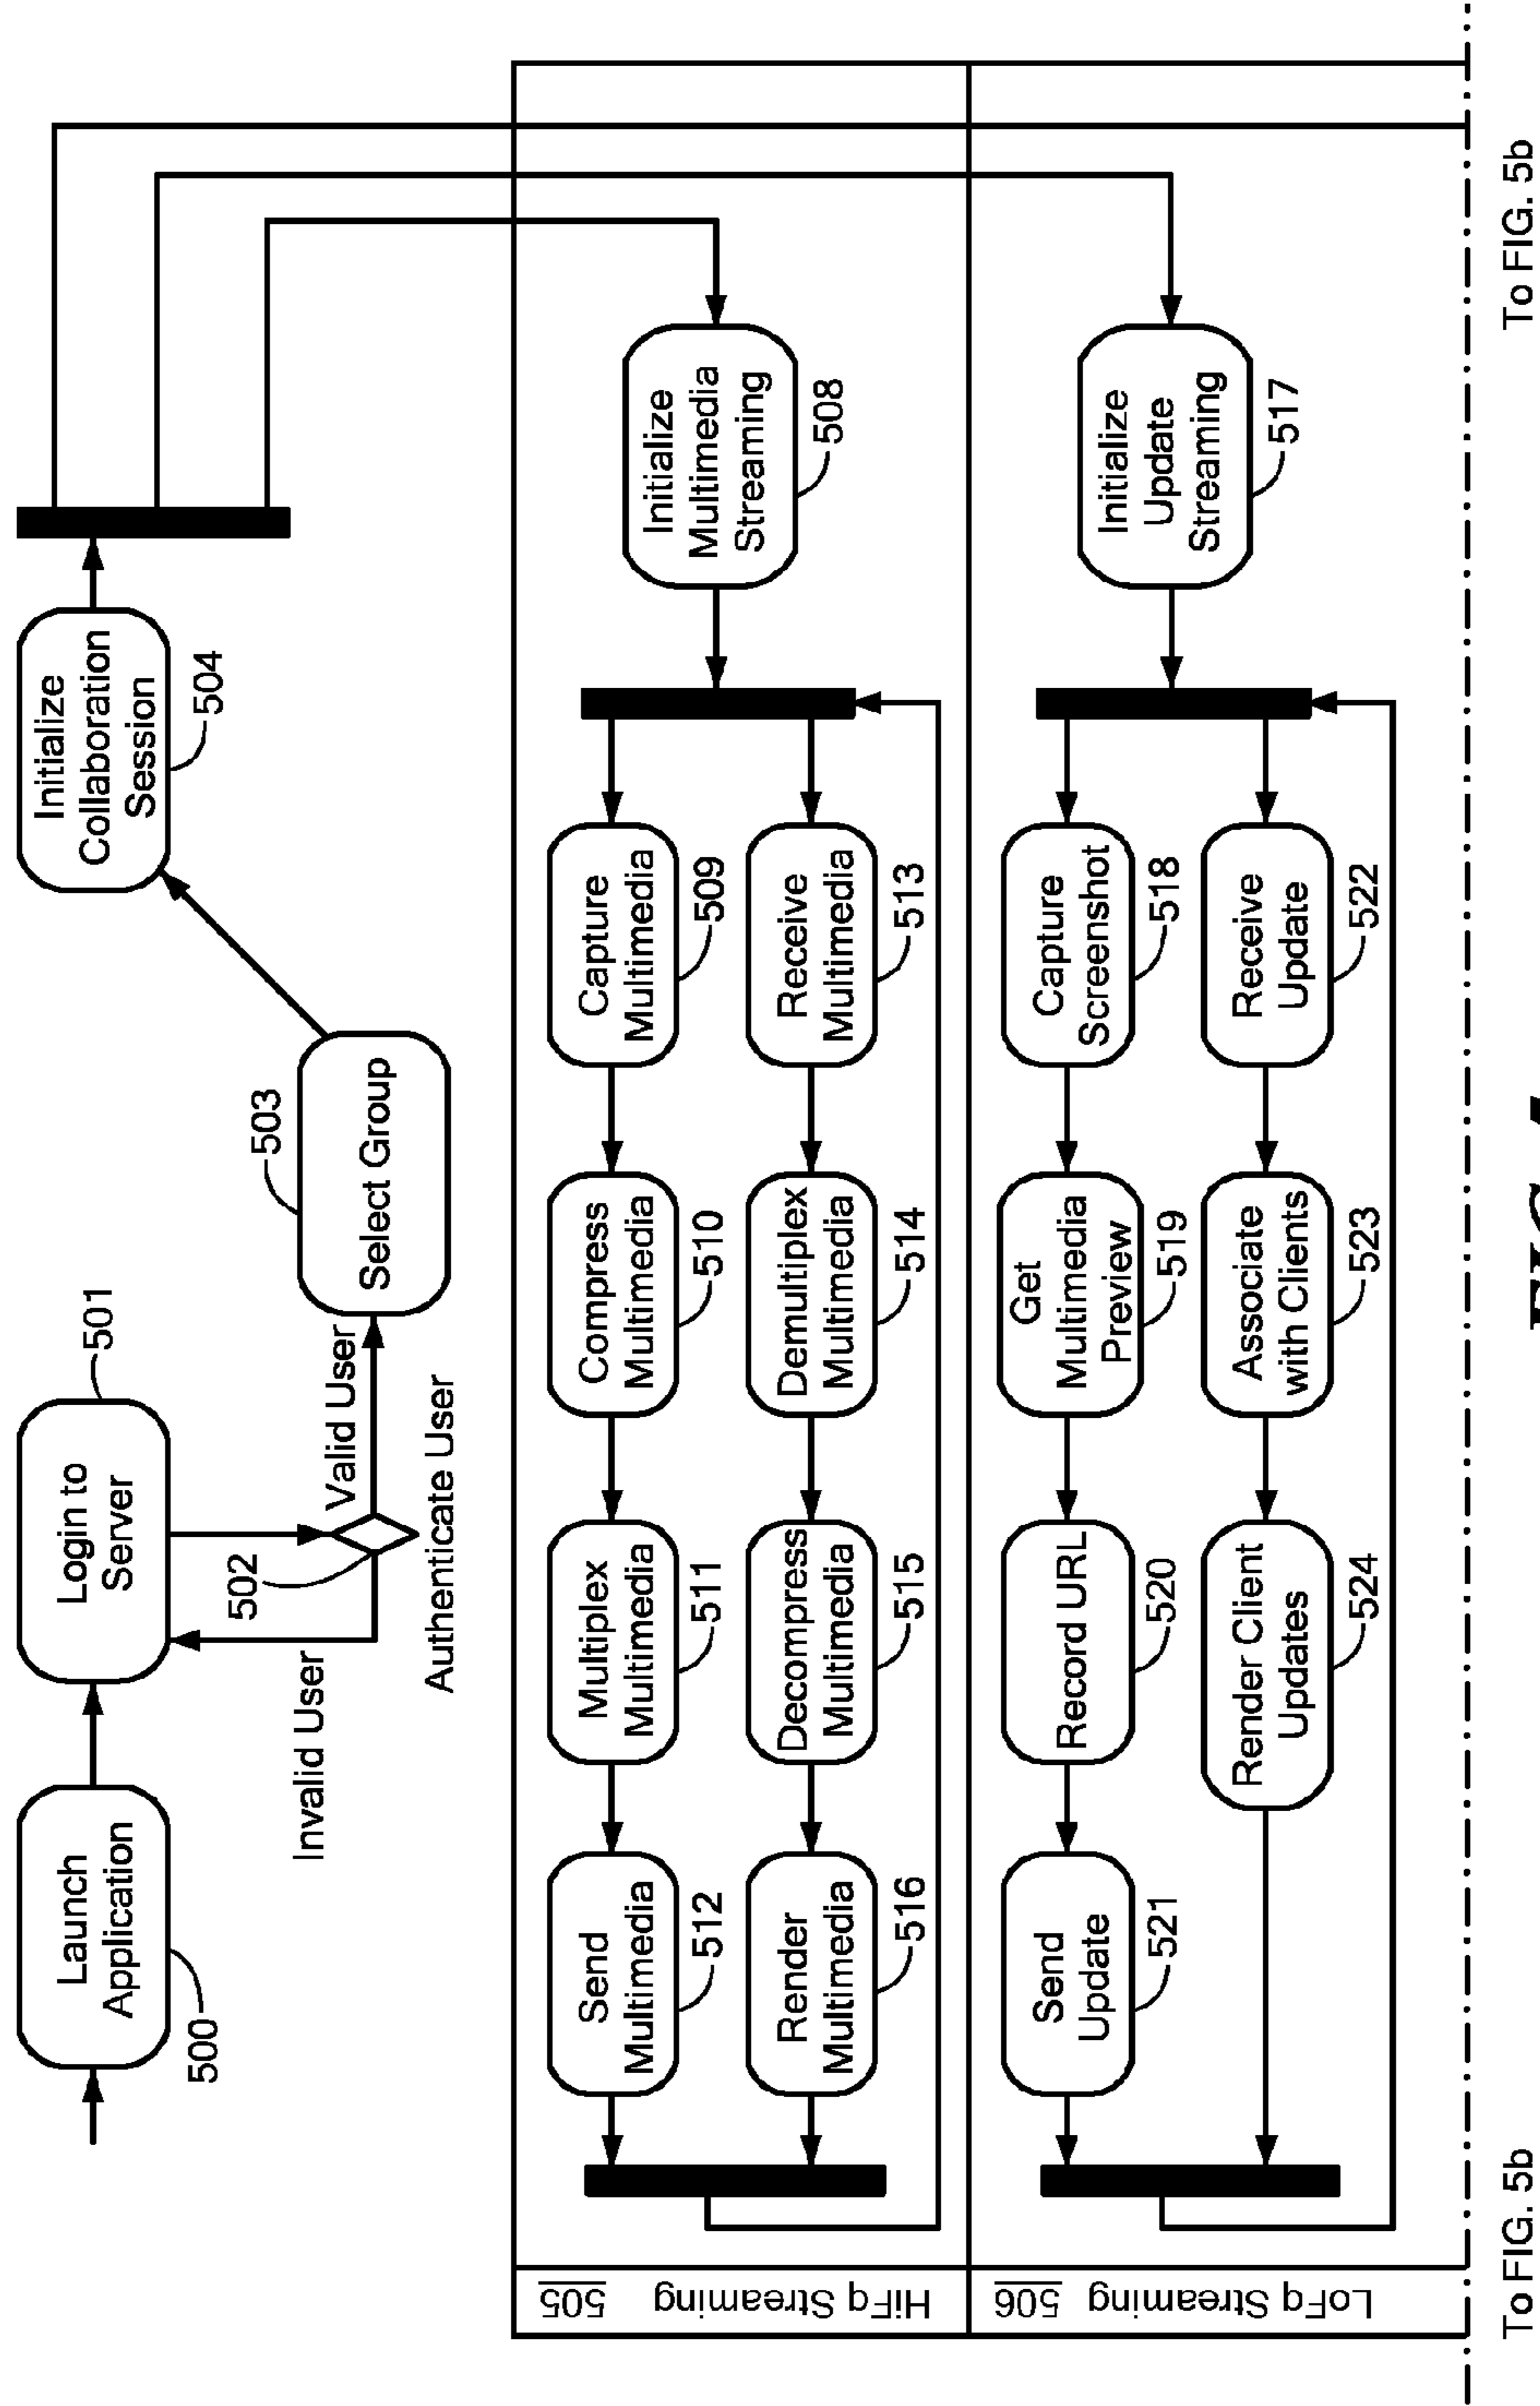 Launch
Application
500
Login to
Server
501
502
Invalid User
Valid User
Authenticate User
503
Select Group
Initialize
Collaboration
Session
504
HiFq Streaming
505
Initialize
Multimedia
Streaming
508
Capture
Multimedia
509
Compress
Multimedia
510
Multiplex
Multimedia
511
Send
Multimedia
512
Receive
Multimedia
513
Demultiplex
Multimedia
514
Decompress
Multimedia
515
Render
Multimedia
516
LoFq Streaming
506
Initialize
Update
Streaming
517
Capture
Screenshot
518
Get
Multimedia
Preview
519
Record URL
520
Send
Update
521
Receive
Update
522
Associate
with Clients
523
Render Client
Updates
524
To FIG. 5b
To FIG. 5b